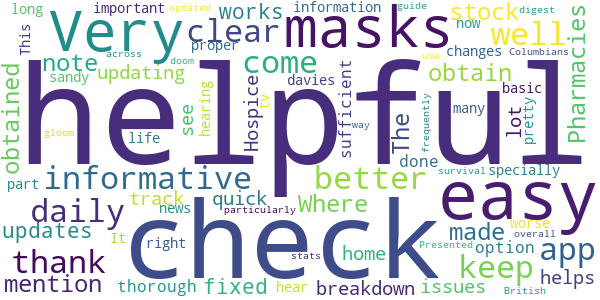 long important information guide
This Very works stock updated digest
clear masks well now
proper changes Columbians
note come The obtain Pharmacies
sandy updating davies basic
across doom tv hearing Hospice see
obtained helpful sufficient lot many pretty use
gloom life frequently way
part done survival
informative better specially
daily track quick Where easy
news particularly
updates It right check made worse overall
home stats Presented option app
thank thorough fixed hear breakdown issues keep helps
mention British